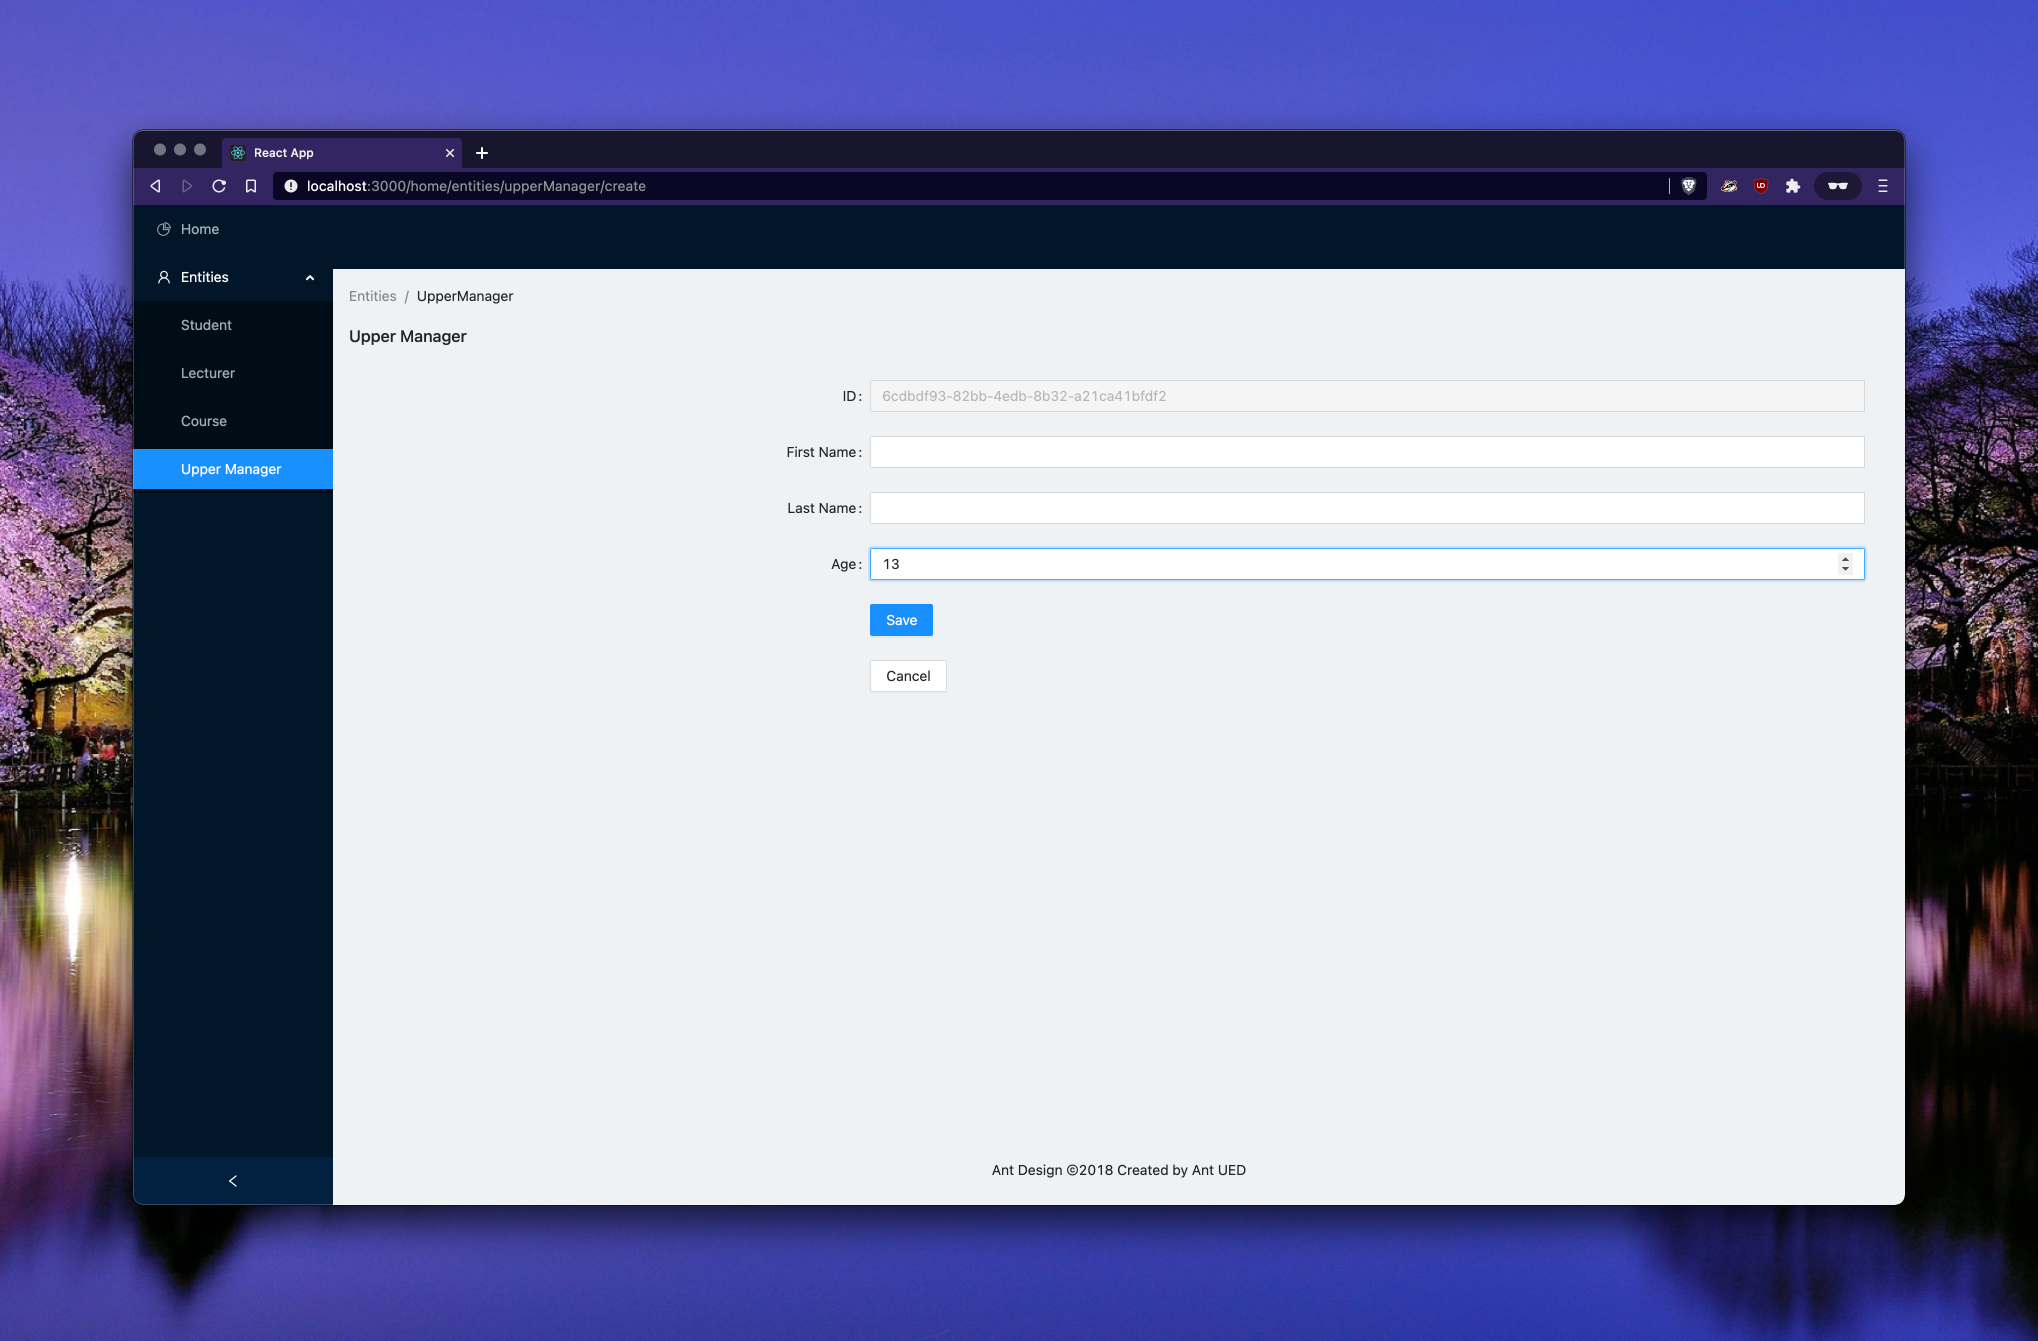 React App
localhost:3000/home/entities/upperManager/create
UD
Home
Entities
Student
Lecturer
Course
Upper Manager
Entities / UpperManager
Upper Manager
ID: 6cdbdf93-82bb-4edb-8b32-a21ca41bfdf2
First Name:
Last Name:
Age: 13
Save
Cancel
Ant Design ©2018 Created by Ant UED